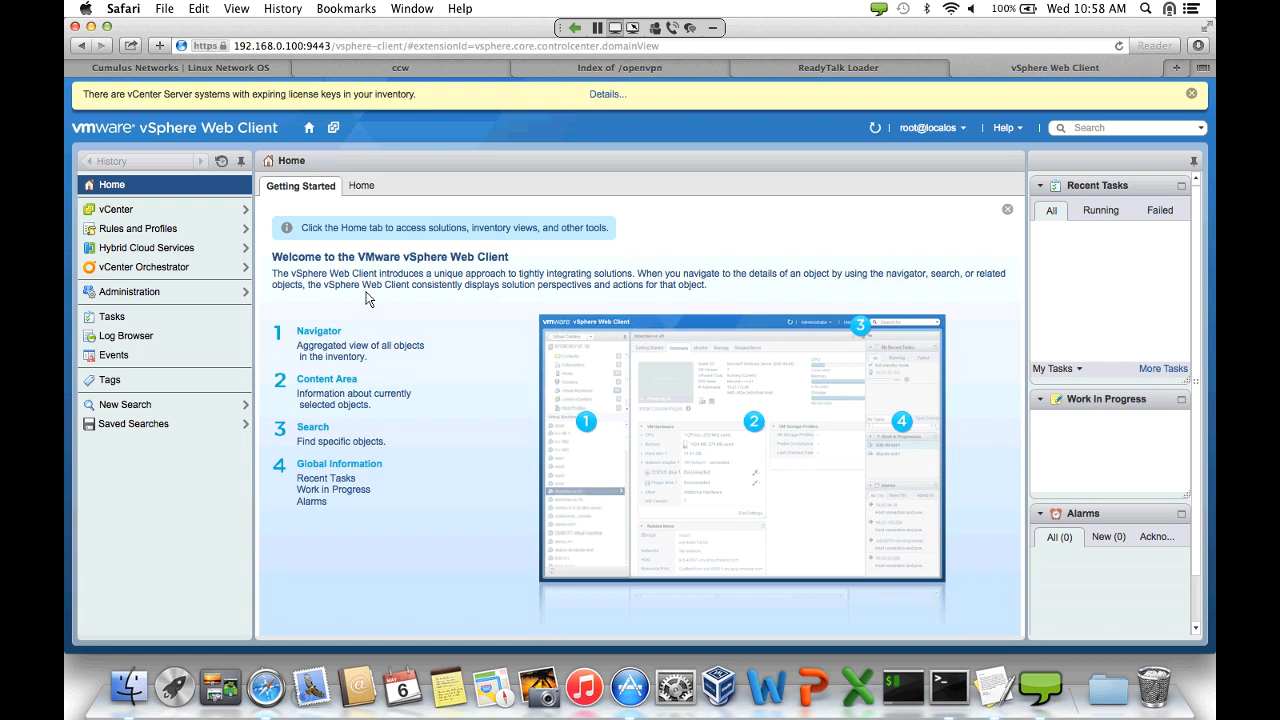 Safari File Edit View History Bookmarks Window Help 100% Wed 10:58 AM
https 192.168.0.100:9443/vsphere-client/#extensionId=vsphere.core.controlcenter.domainView Reader
Cumulus Networks | Linux Network OS ccw Index of /openvpn ReadyTalk Loader vSphere Web Client
There are vCenter Server systems with expiring license keys in your inventory. Details...
vmware® vSphere Web Client root@localos Help Search
History
Home
vCenter
Rules and Profiles
Hybrid Cloud Services
vCenter Orchestrator
Administration
Tasks
Log Browser
Events
Tags
New Search
Saved Searches
Home
Getting Started Home
Click the Home tab to access solutions, inventory views, and other tools.
Welcome to the VMware vSphere Web Client
The vSphere Web Client introduces a unique approach to tightly integrating solutions. When you navigate to the details of an object by using the navigator, search, or related
objects, the vSphere Web Client consistently displays solution perspectives and actions for that object.
1 Navigator
Aggregated view of all objects
in the inventory.
2 Content Area
Information about currently
selected objects.
3 Search
Find specific objects.
4 Global Information
Recent Tasks
Work in Progress
Alarms
vmware vSphere Web Client
3
1
2
4
Recent Tasks
All Running Failed
My Tasks More Tasks
Work In Progress
Alarms
All (0) New (0) Ackno...
MAY
6